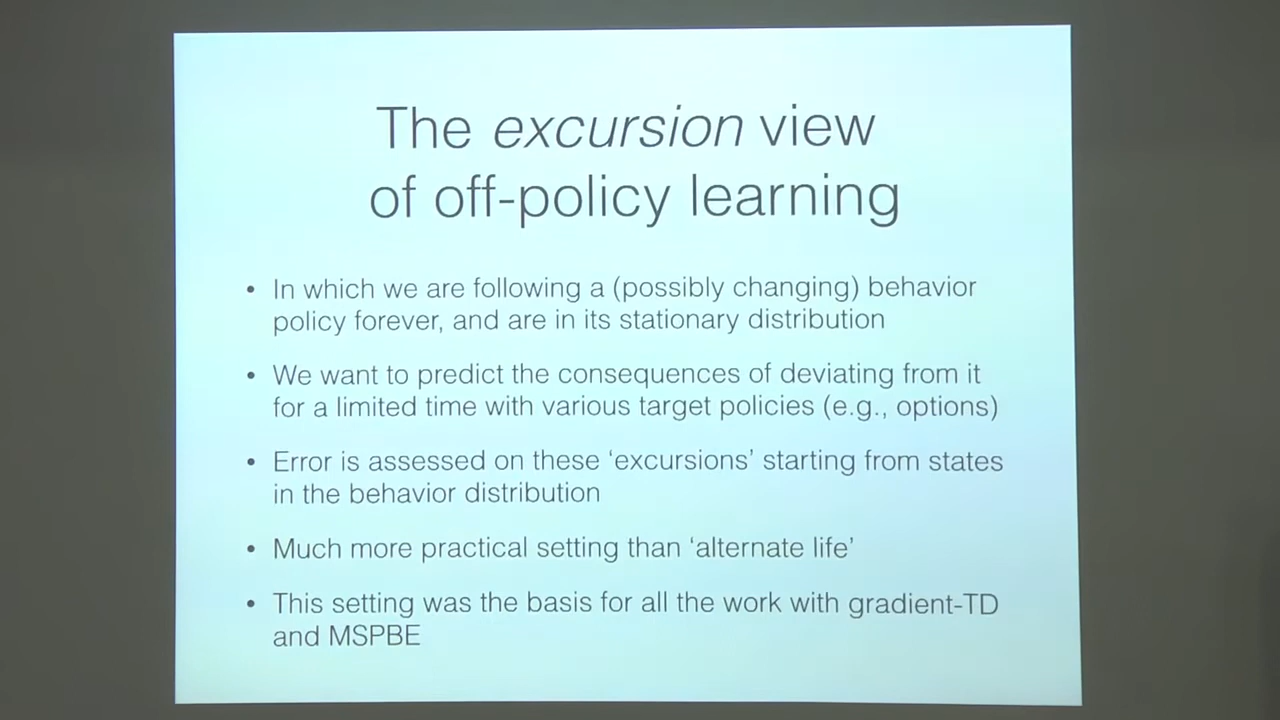 The excursion view
of off-policy learning
• In which we are following a (possibly changing) behavior
policy forever, and are in its stationary distribution
• We want to predict the consequences of deviating from it
for a limited time with various target policies (e.g., options)
• Error is assessed on these ‘excursions’ starting from states
in the behavior distribution
• Much more practical setting than ‘alternate life’
• This setting was the basis for all the work with gradient-TD
and MSPBE